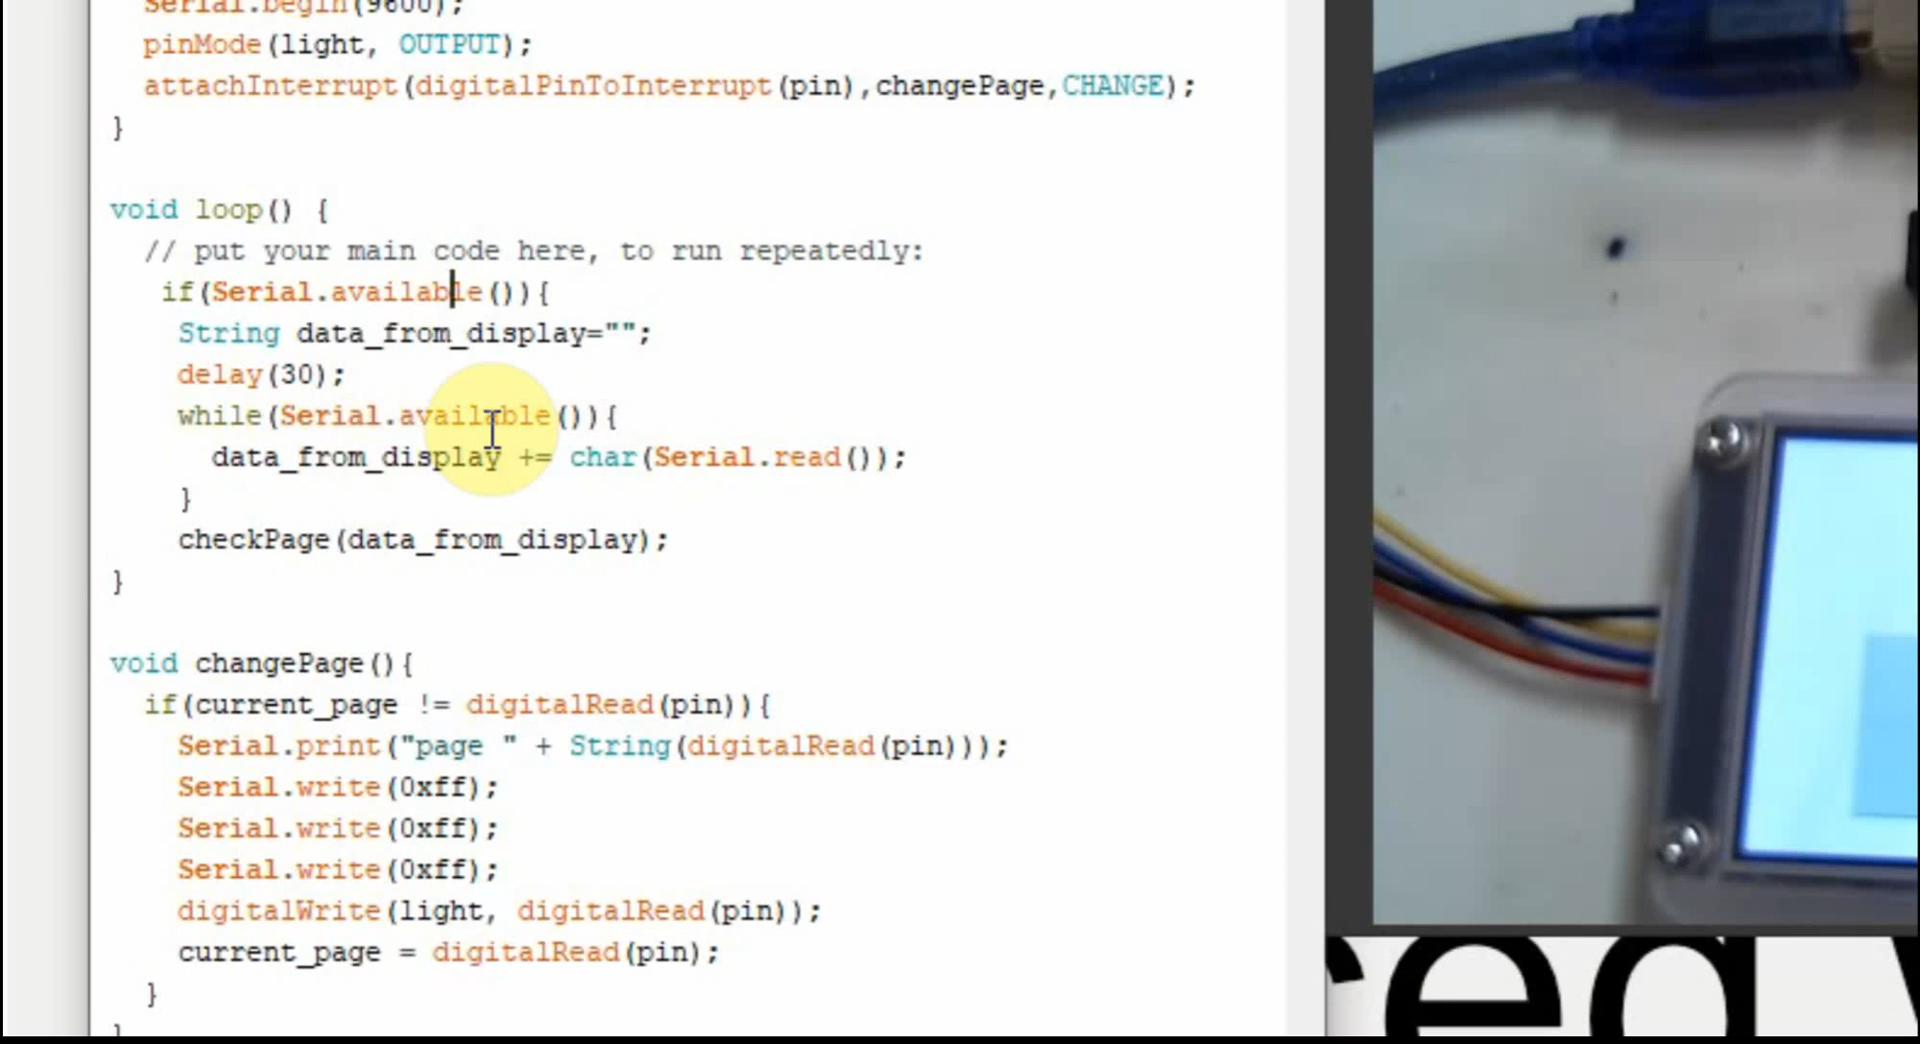 Serial.begin(9600);
pinMode(light, OUTPUT);
attachInterrupt(digitalPinToInterrupt(pin),changePage,CHANGE);
}
void loop() {
// put your main code here, to run repeatedly:
if(Serial.available()){
String data_from_display="";
delay(30);
while(Serial.available()){
data_from_display += char(Serial.read());
}
checkPage(data_from_display);
}
void changePage(){
if(current_page != digitalRead(pin)){
Serial.print("page " + String(digitalRead(pin)));
Serial.write(0xff);
Serial.write(0xff);
Serial.write(0xff);
digitalWrite(light, digitalRead(pin));
current_page = digitalRead(pin);
}
}